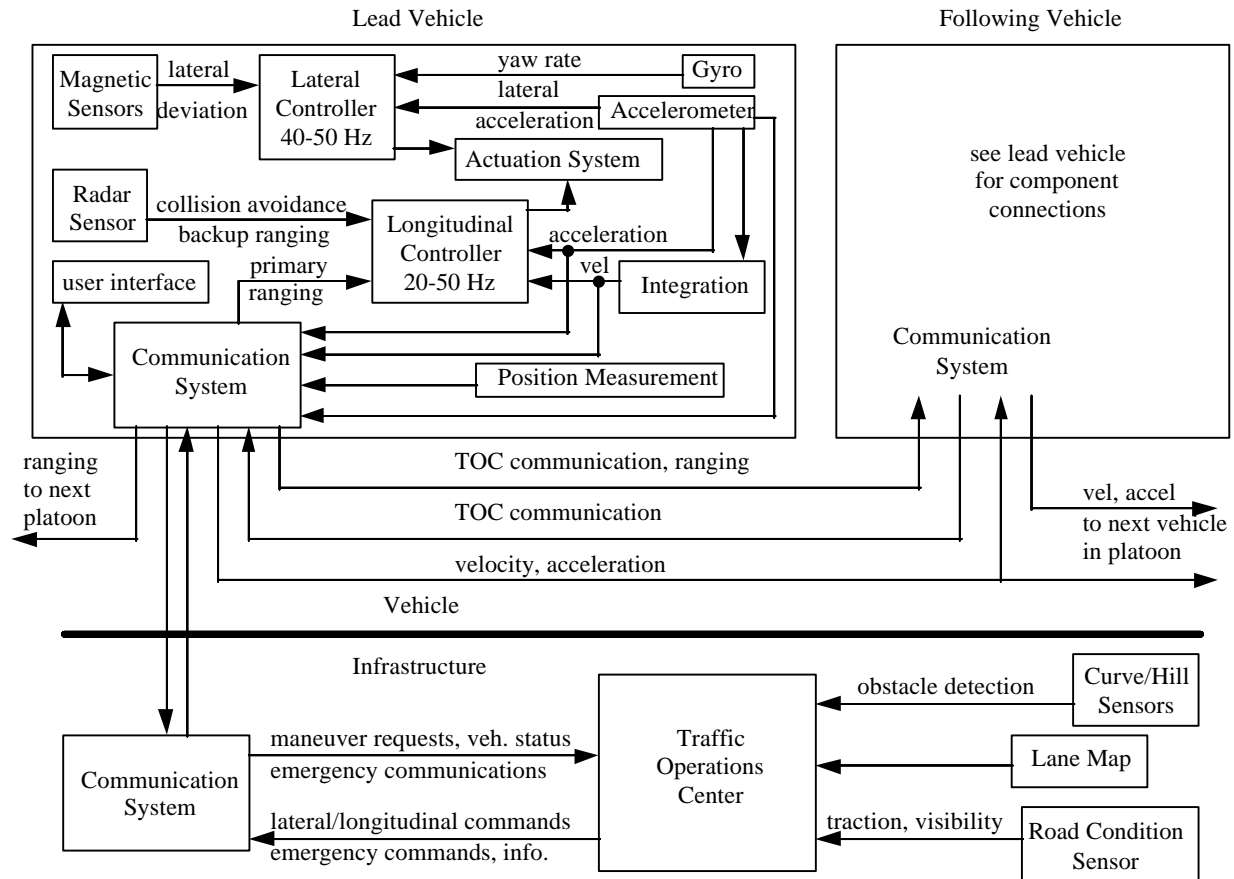 Lead Vehicle
Following Vehicle
Magnetic
Sensors
lateral
deviation
Lateral
Controller
40-50 Hz
yaw rate
Gyro
lateral
acceleration
Accelerometer
Actuation System
see lead vehicle
for component
connections
Radar
Sensor
collision avoidance
backup ranging
Longitudinal
Controller
20-50 Hz
acceleration
vel
Integration
user interface
primary
ranging
Communication
System
Position Measurement
Communication
System
ranging
to next
platoon
TOC communication, ranging
TOC communication
velocity, acceleration
vel, accel
to next vehicle
in platoon
Vehicle
Infrastructure
Communication
System
maneuver requests, veh. status
emergency communications
lateral/longitudinal commands
emergency commands, info.
Traffic
Operations
Center
obstacle detection
Curve/Hill
Sensors
Lane Map
traction, visibility
Road Condition
Sensor